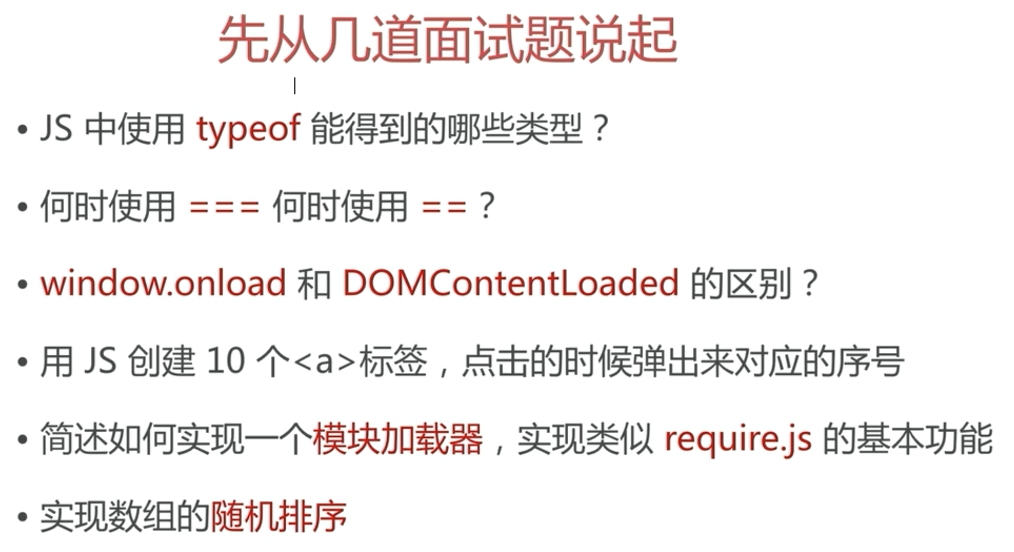 先从几道面试题说起
• JS 中使用 typeof 能得到的哪些类型？
• 何时使用 === 何时使用 == ？
• window.onload 和 DOMContentLoaded 的区别？
• 用 JS 创建 10 个<a>标签，点击的时候弹出来对应的序号
• 简述如何实现一个模块加载器，实现类似 require.js 的基本功能
• 实现数组的随机排序